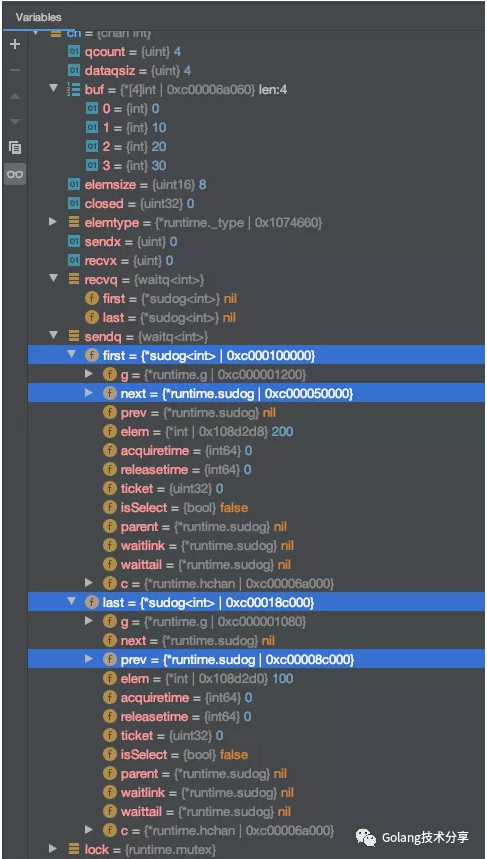 Variables
ch = {chan int}
qcount = {uint} 4
dataqsiz = {uint} 4
buf = {*[4]int | 0xc00006a060} len:4
0 = {int} 0
1 = {int} 10
2 = {int} 20
3 = {int} 30
elemsize = {uint16} 8
closed = {uint32} 0
elemtype = {*runtime._type | 0x1074660}
sendx = {uint} 0
recvx = {uint} 0
recvq = {waitq<int>}
first = {*sudog<int>} nil
last = {*sudog<int>} nil
sendq = {waitq<int>}
first = {*sudog<int> | 0xc000100000}
g = {*runtime.g | 0xc000001200}
next = {*runtime.sudog | 0xc000050000}
prev = {*runtime.sudog} nil
elem = {*int | 0x108d2d8} 200
acquiretime = {int64} 0
releasetime = {int64} 0
ticket = {uint32} 0
isSelect = {bool} false
parent = {*runtime.sudog} nil
waitlink = {*runtime.sudog} nil
waittail = {*runtime.sudog} nil
c = {*runtime.hchan | 0xc00006a000}
last = {*sudog<int> | 0xc00018c000}
g = {*runtime.g | 0xc000001080}
next = {*runtime.sudog} nil
prev = {*runtime.sudog | 0xc00008c000}
elem = {*int | 0x108d2d0} 100
acquiretime = {int64} 0
releasetime = {int64} 0
ticket = {uint32} 0
isSelect = {bool} false
parent = {*runtime.sudog} nil
waitlink = {*runtime.sudog} nil
waittail = {*runtime.sudog} nil
c = {*runtime.hchan | 0xc00006a000}
lock = {runtime.mutex}
Golang技术分享